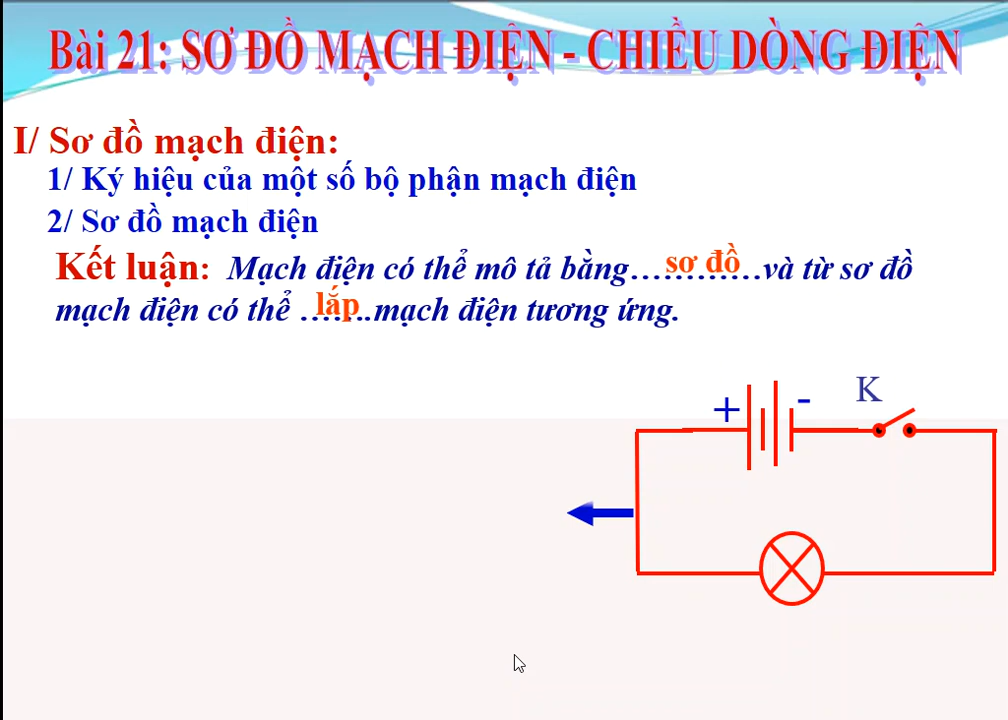 Bài 21: SƠ ĐỒ MẠCH ĐIỆN - CHIỀU DÒNG ĐIỆN
I/ Sơ đồ mạch điện:
1/ Ký hiệu của một số bộ phận mạch điện
2/ Sơ đồ mạch điện
Kết luận: Mạch điện có thể mô tả bằng…sơ đồ…và từ sơ đồ
mạch điện có thể …lắp…mạch điện tương ứng.
+ - K